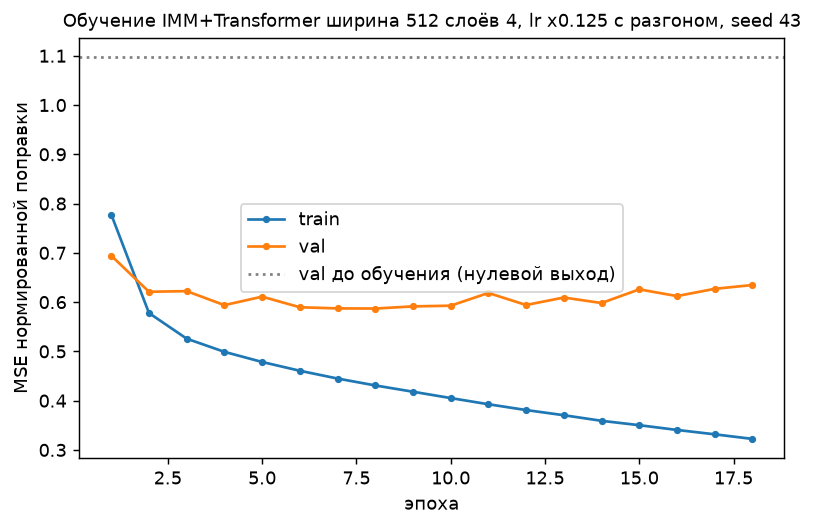 Обучение IMM+Transformer ширина 512 слоёв 4, lr x0.125 с разгоном, seed 43
MSE нормированной поправки
1.1
1.0
0.9
0.8
0.7
0.6
0.5
0.4
0.3
train
val
val до обучения (нулевой выход)
2.5 5.0 7.5 10.0 12.5 15.0 17.5
эпоха